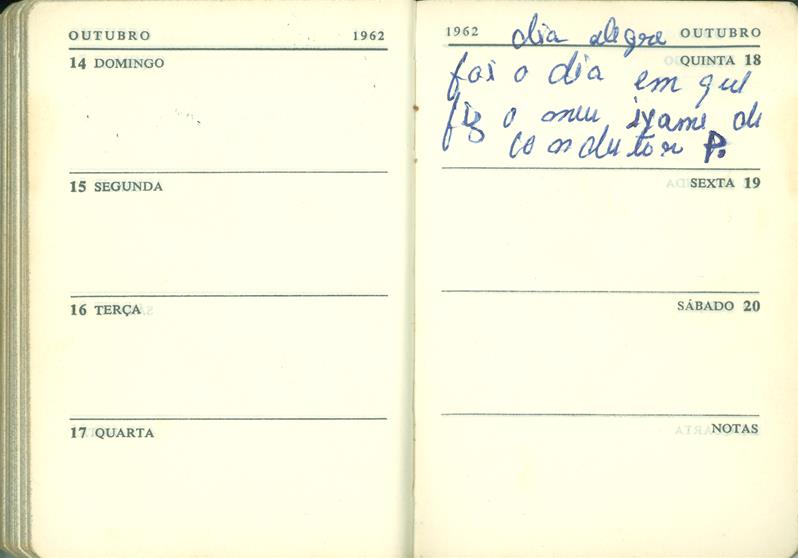 OUTUBRO 1962
14 DOMINGO
15 SEGUNDA
16 TERÇA
17 QUARTA
1962 dia alegre OUTUBRO
QUINTA 18
foi o dia em que
fiz o meu ixame de
condutor P.
SEXTA 19
SÁBADO 20
NOTAS